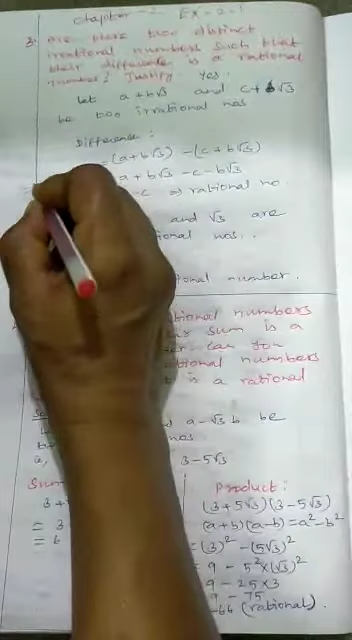 Chapter - 2 Ex - 2.1
3. Are there two distinct
irrational numbers such that
their difference is a rational
number? Justify. Yes.
Let a + b√3 and c + b√3
be two irrational nos
Difference:
= (a+b√3) - (c+b√3)
a + b√3 - c - b√3
-c ⇒ rational no
and √3 are
ional nos..
ional number.
ational numbers
sum is a
can you
ational numbers
is a rational
a - √3 b be
nos
3 - 5√3
Sum
3 +
= 3
= 6
Product:
(3+5√3)(3-5√3)
(a+b)(a-b) = a²-b²
= (3)² - (5√3)²
= 9 - 5² × (√3)²
9 - 25 × 3
9 - 75
-66 (rational).